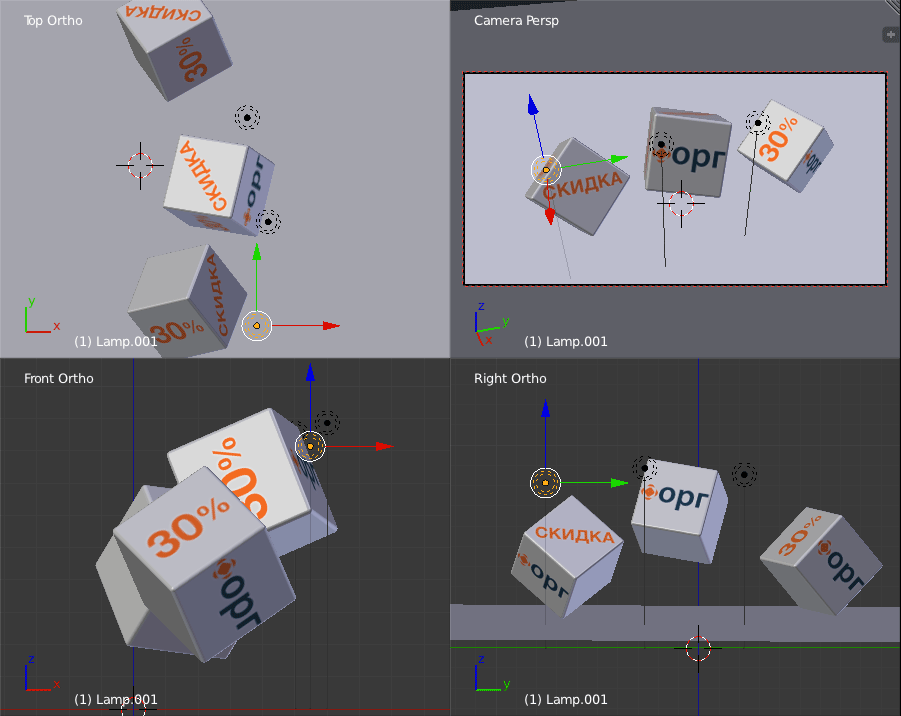 Top Ortho
СКИДКА
30%
СКИДКА
орг
30%
СКИДКА
y
x
(1) Lamp.001
Camera Persp
СКИДКА
орг
30%
орг
z
y
x
(1) Lamp.001
Front Ortho
30%
30%
орг
z
x
(1) Lamp.001
Right Ortho
СКИДКА
орг
орг
30%
орг
z
y
(1) Lamp.001